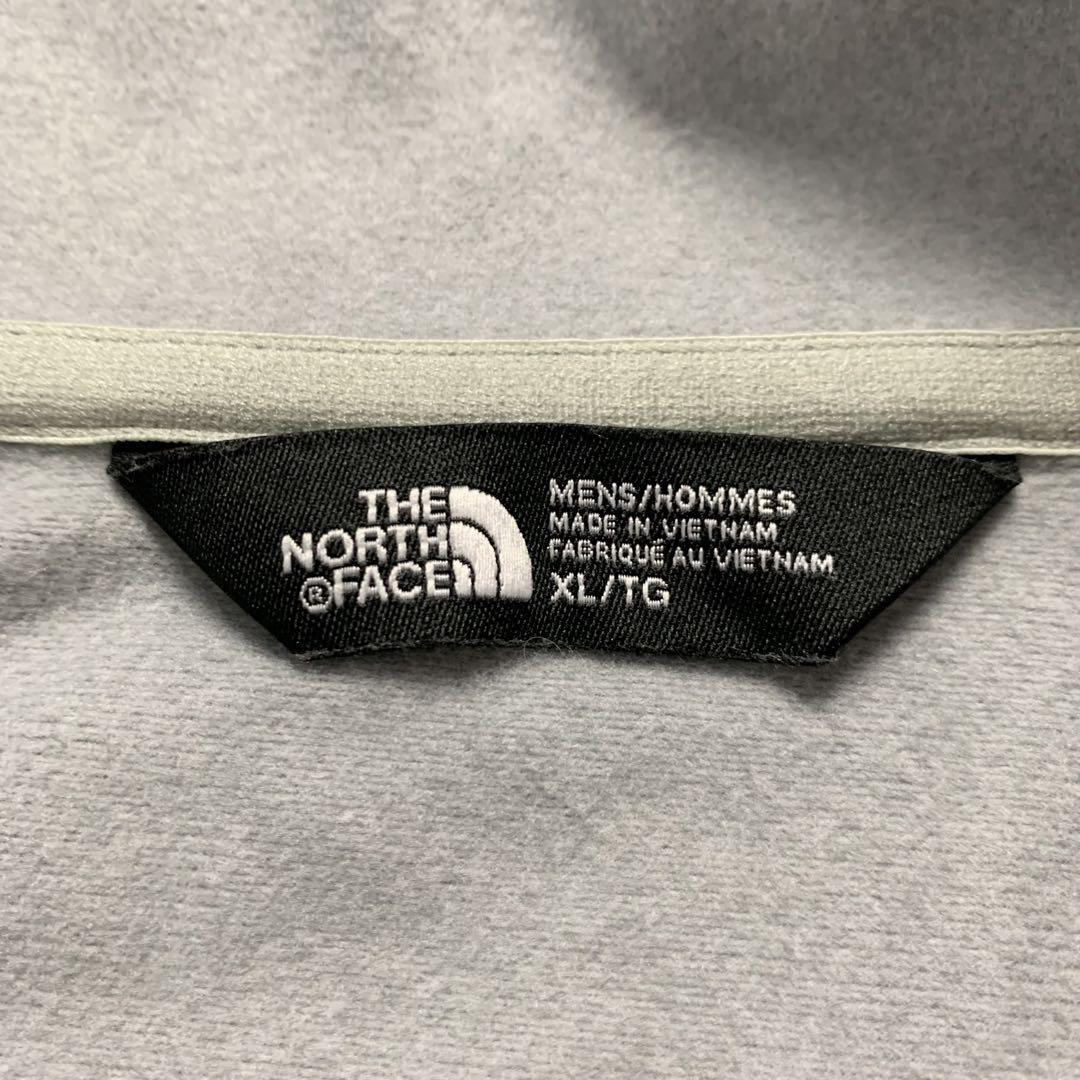 THE
NORTH
® FACE
MENS/HOMMES
MADE IN VIETNAM
FABRIQUE AU VIETNAM
XL/TG